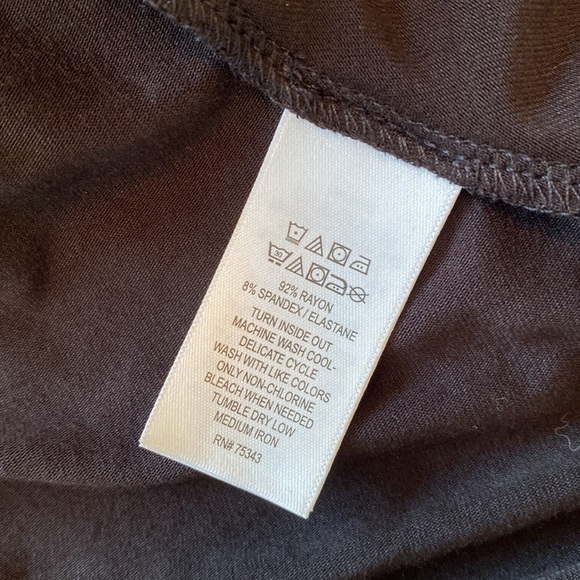 30
92% RAYON
8% SPANDEX / ELASTANE
TURN INSIDE OUT
MACHINE WASH COOL-
DELICATE CYCLE
WASH WITH LIKE COLORS
ONLY NON-CHLORINE
BLEACH WHEN NEEDED
TUMBLE DRY LOW
MEDIUM IRON
RN# 75343